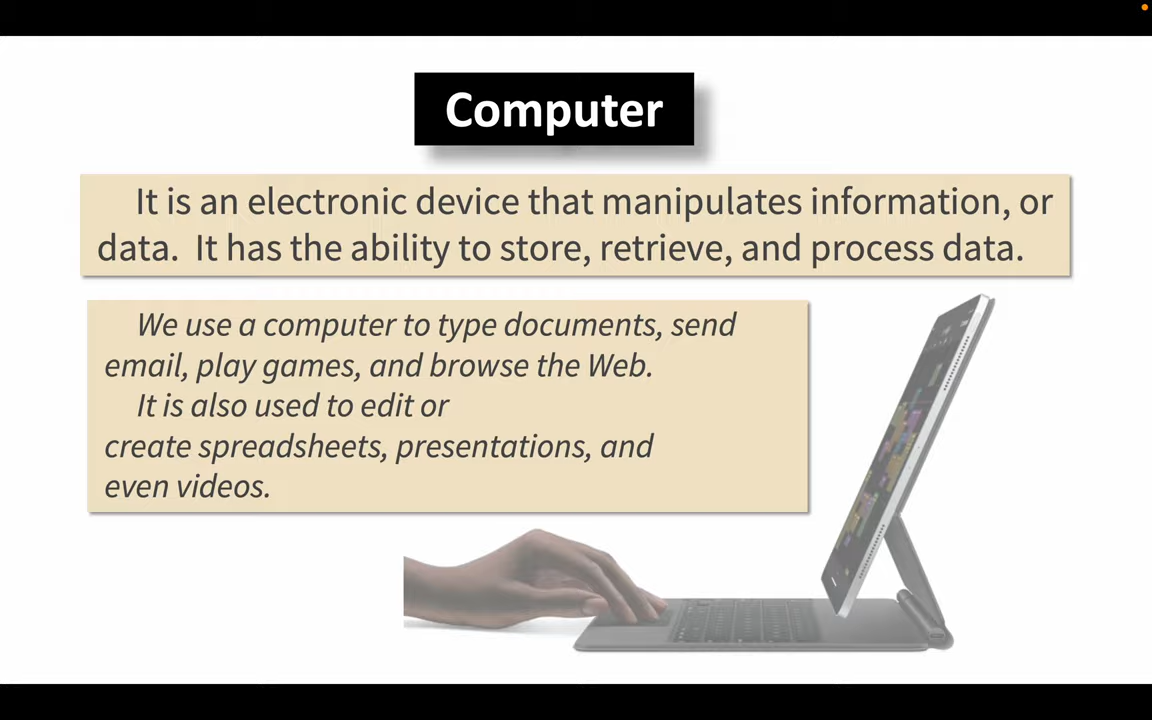 Computer
It is an electronic device that manipulates information, or
data. It has the ability to store, retrieve, and process data.
We use a computer to type documents, send
email, play games, and browse the Web.
It is also used to edit or
create spreadsheets, presentations, and
even videos.